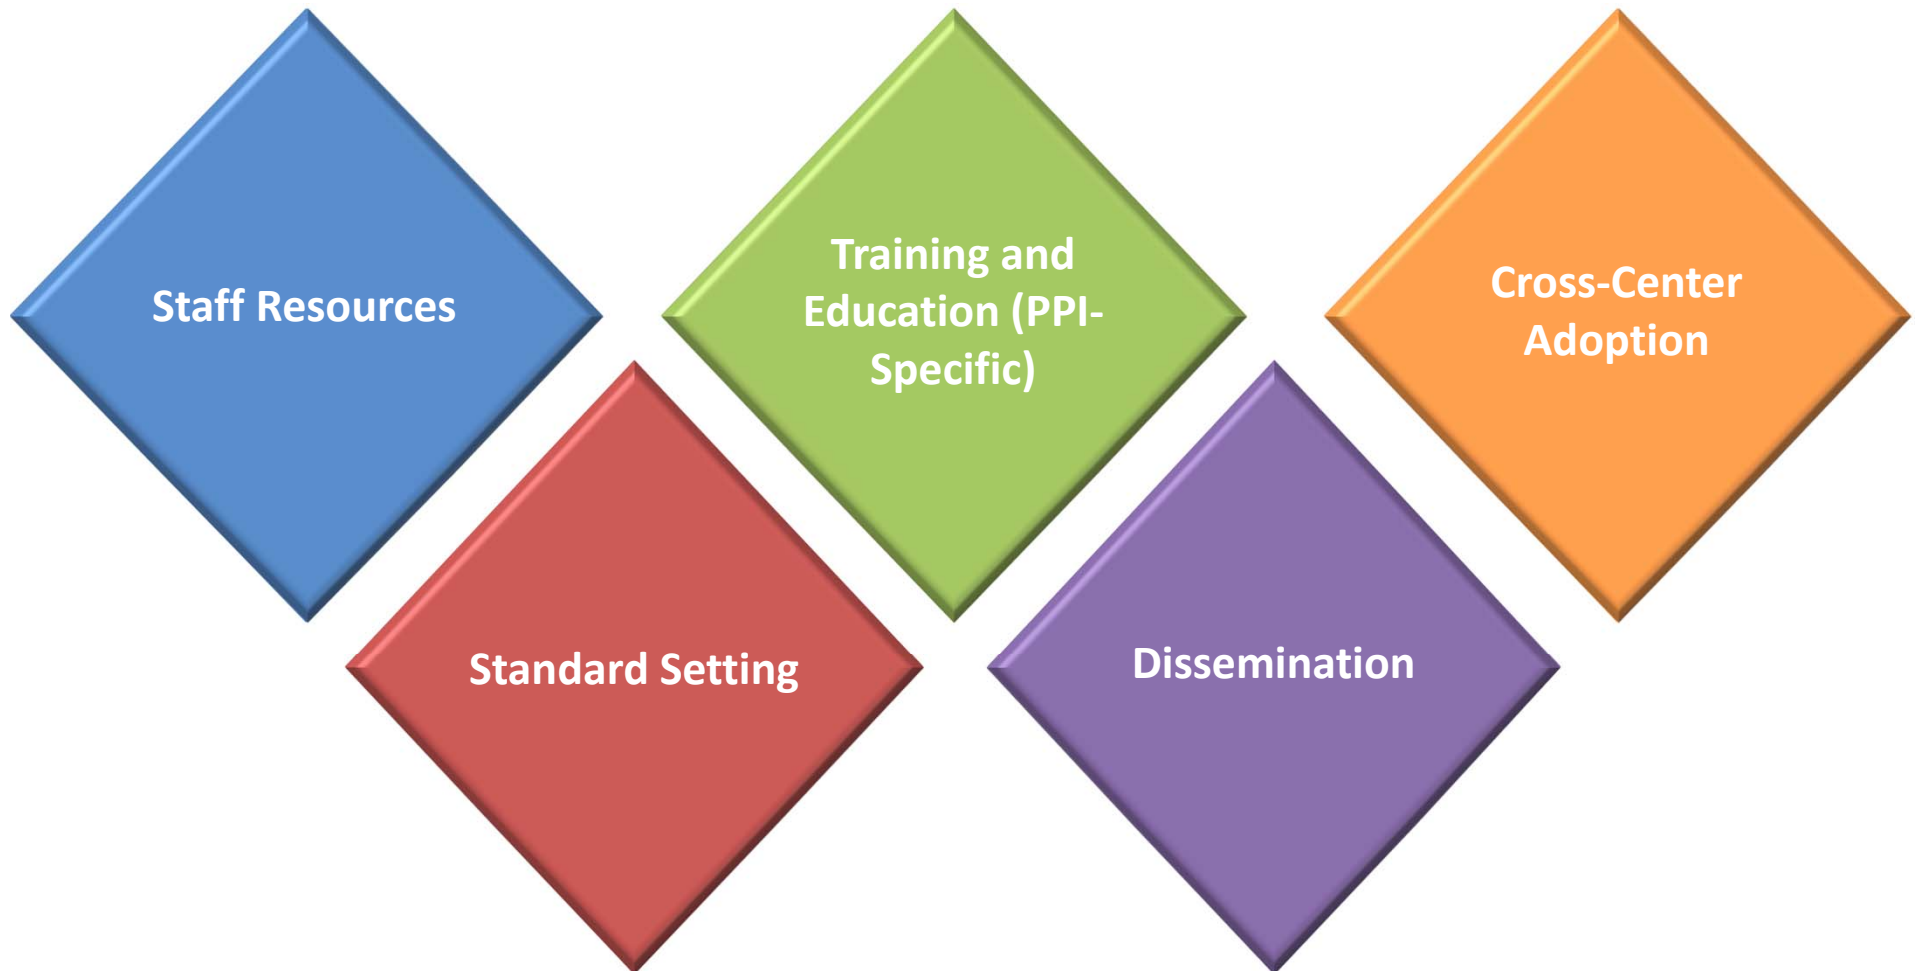 Staff Resources
Training and
Education (PPI-
Specific)
Cross-Center
Adoption
Standard Setting
Dissemination